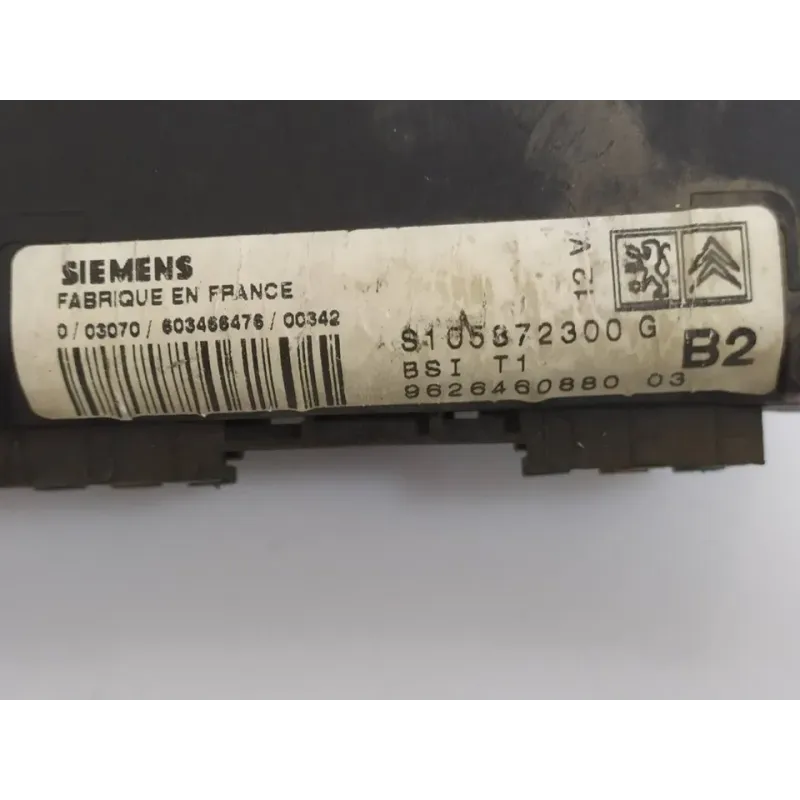 SIEMENS
FABRIQUE EN FRANCE
0/03070/603466476/00342
12 V
S105872300 G
BSI T1
9626460880 03
B2